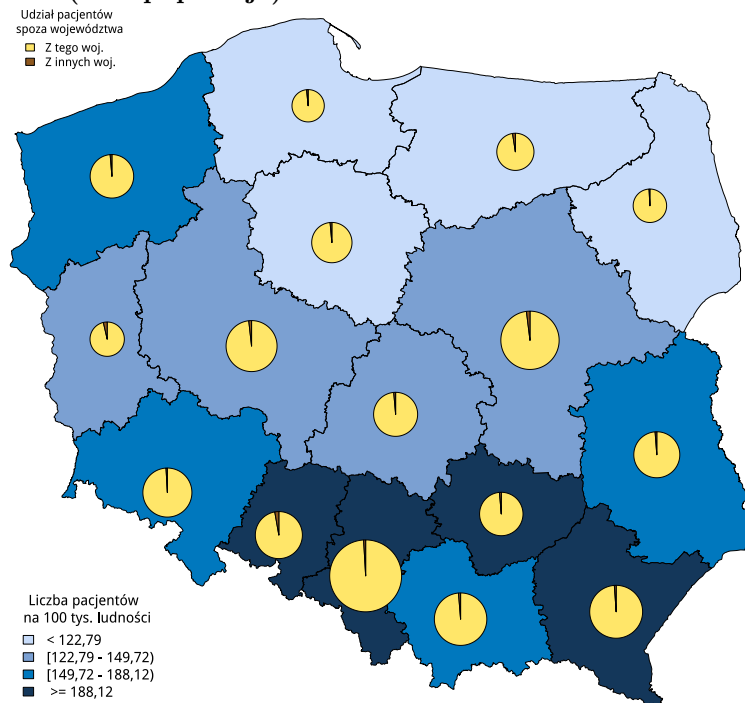 Udział pacjentów
spoza województwa
Z tego woj.
Z innych woj.
Liczba pacjentów
na 100 tys. ludności
< 122,79
[122,79 - 149,72)
[149,72 - 188,12)
>= 188,12